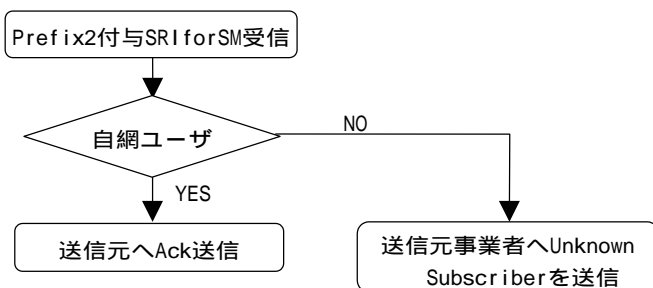 Prefix2付与SRIforSM受信
自網ユーザ
NO
YES
送信元へAck送信
送信元事業者へUnknown
Subscriberを送信